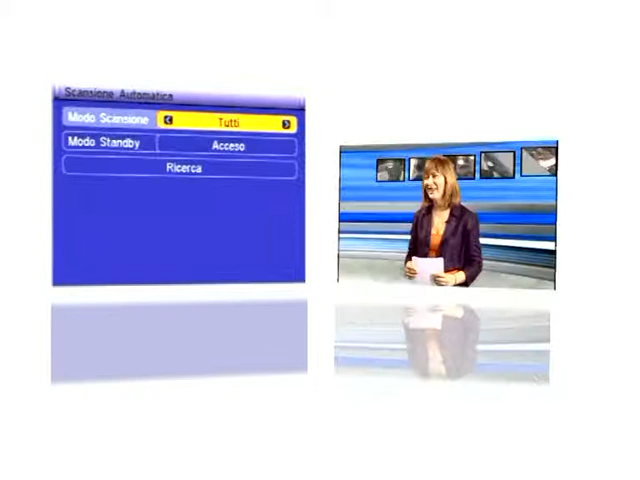 Scansione Automatica
Modo Scansione Tutti
Modo Standby Acceso
Ricerca